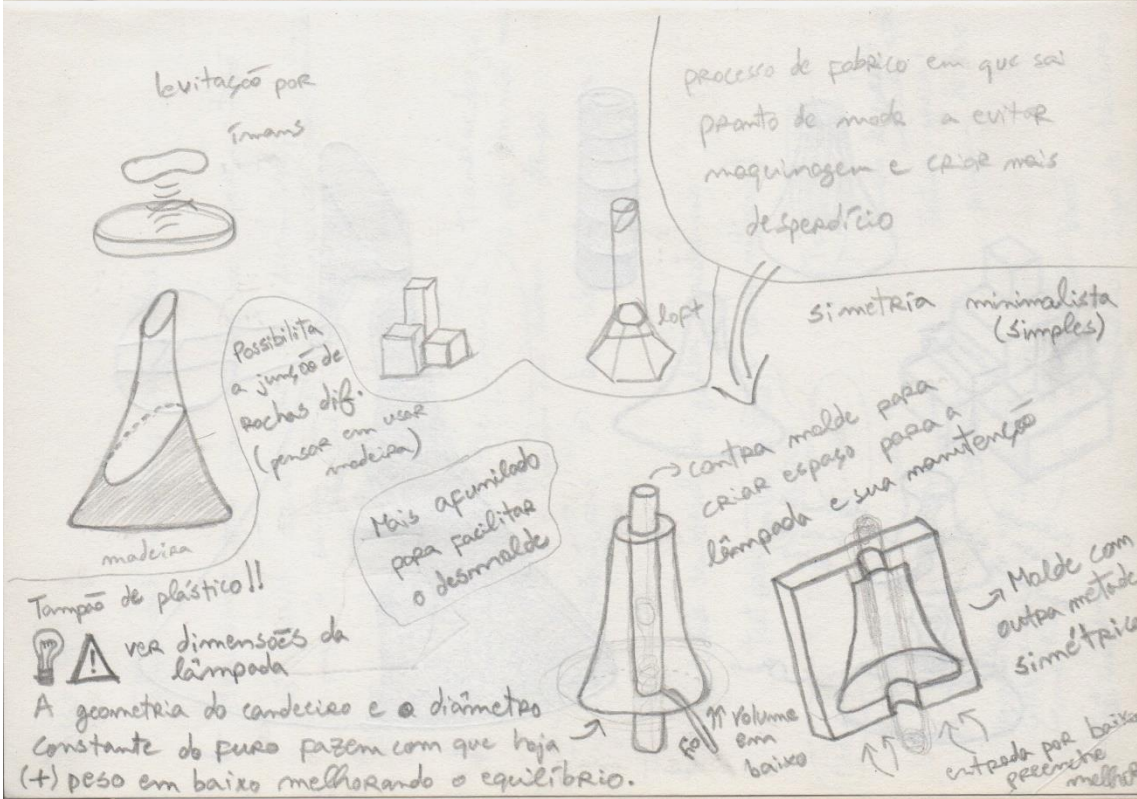 levitação por
ímans
processo de fabrico em que sai
pronto de modo a evitar
maquinagem e criar mais
desperdício
loft
simetria minimalista
(simples)
Possibilita
a junção de
rochas dif.
(pensar em usar
madeira)
madeira
Mais afunilado
para facilitar
o desmolde
contra molde para
criar espaço para a
lâmpada e sua manutenção
Molde com
outra metade
simétrica
Tampão de plástico!!
ver dimensões da
lâmpada
A geometria do candeeiro e o diâmetro
constante do furo fazem com que haja
(+) peso em baixo melhorando o equilíbrio.
↑↑ volume
em
baixo
entrada por baixo
preenche
melhor